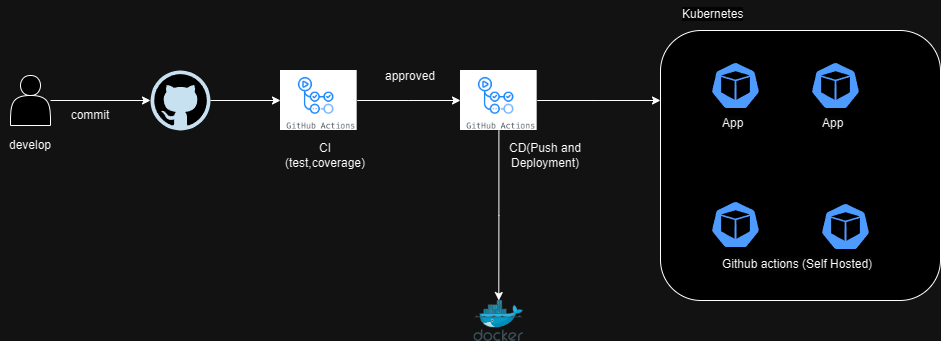 Kubernetes
approved
commit
GitHub Actions
GitHub Actions
App
App
develop
CI
(test,coverage)
CD(Push and
Deployment)
Github actions (Self Hosted)
docker